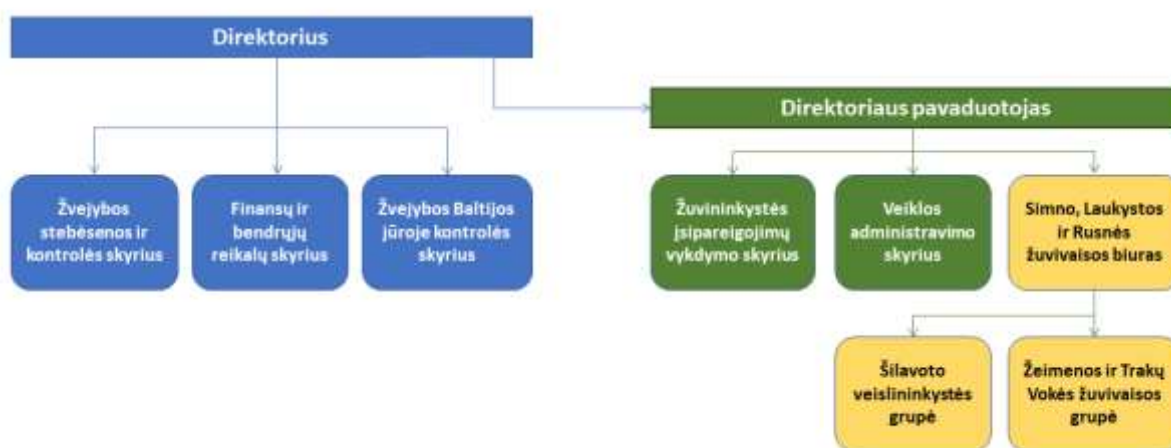 Direktorius
Direktoriaus pavaduotojas
Žvejybos
stebėsenos ir
kontrolės skyrius
Finansų ir
bendrųjų
reikalų skyrius
Žvejybos Baltijos
jūroje kontrolės
skyrius
Žuvininkystės
įsipareigojimų
vykdymo skyrius
Veiklos
administravimo
skyrius
Simno, Laukystos
ir Rusnės
žuvivaisos biuras
Šilavoto
veislininkystės
grupė
Žeimenos ir Trakų
Vokės žuvivaisos
grupė